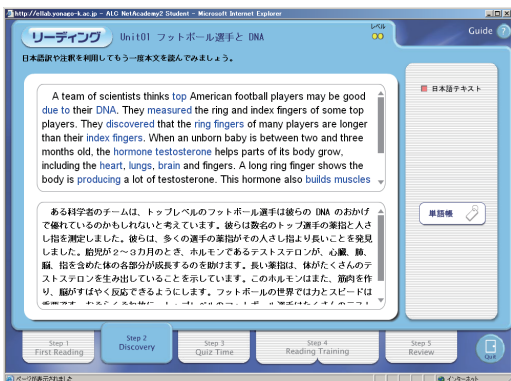 http://ellab.yonago-k.ac.jp - ALC NetAcademy2 Student - Microsoft Internet Explorer
リーディング Unit01 フットボール選手と DNA
レベル
Guide ?
日本語訳や注釈を利用してもう一度本文を読んでみましょう。
A team of scientists thinks top American football players may be good
due to their DNA. They measured the ring and index fingers of some top
players. They discovered that the ring fingers of many players are longer
than their index fingers. When an unborn baby is between two and three
months old, the hormone testosterone helps parts of its body grow,
including the heart, lungs, brain and fingers. A long ring finger shows the
body is producing a lot of testosterone. This hormone also builds muscles
日本語テキスト
単語帳
ある科学者のチームは、トップレベルのフットボール選手は彼らの DNA のおかげ
で優れているのかもしれないと考えています。彼らは数名のトップ選手の薬指と人さ
し指を測定しました。彼らは、多くの選手の薬指がその人さし指より長いことを発見
しました。胎児が2~3カ月のとき、ホルモンであるテストステロンが、心臓、肺、
脳、指を含めた体の各部分が成長するのを助けます。長い薬指は、体がたくさんのテ
ストステロンを生み出していることを示しています。このホルモンはまた、筋肉を作
り、脳がすばやく反応できるようにします。フットボールの世界では力とスピードは
Step 1
First Reading
Step 2
Discovery
Step 3
Quiz Time
Step 4
Reading Training
Step 5
Review
Quit
ページが表示されました
インターネット